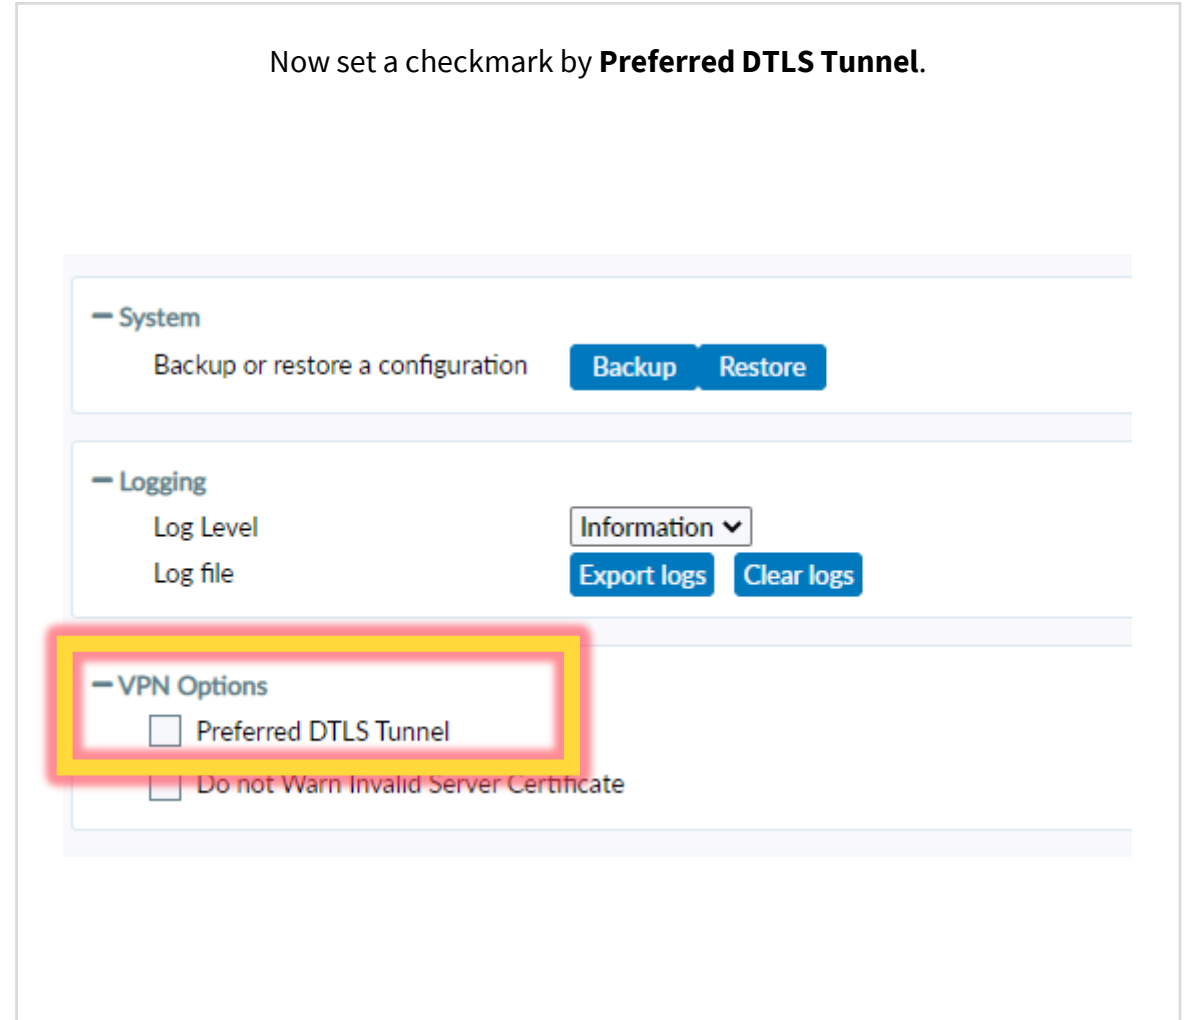 Now set a checkmark by Preferred DTLS Tunnel.
System
Backup or restore a configuration Backup Restore
Logging
Log Level Information
Log file Export logs Clear logs
VPN Options
Preferred DTLS Tunnel
Do not Warn Invalid Server Certificate